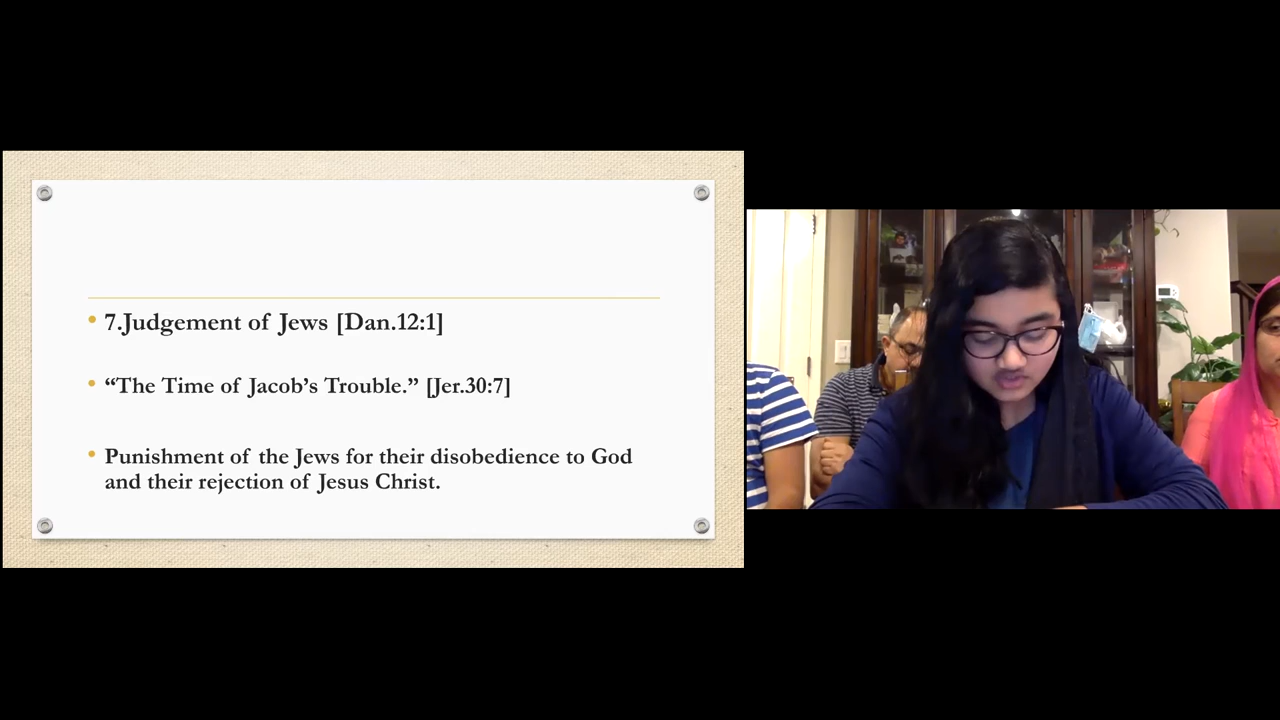 7.Judgement of Jews [Dan.12:1]
“The Time of Jacob’s Trouble.” [Jer.30:7]
Punishment of the Jews for their disobedience to God
and their rejection of Jesus Christ.